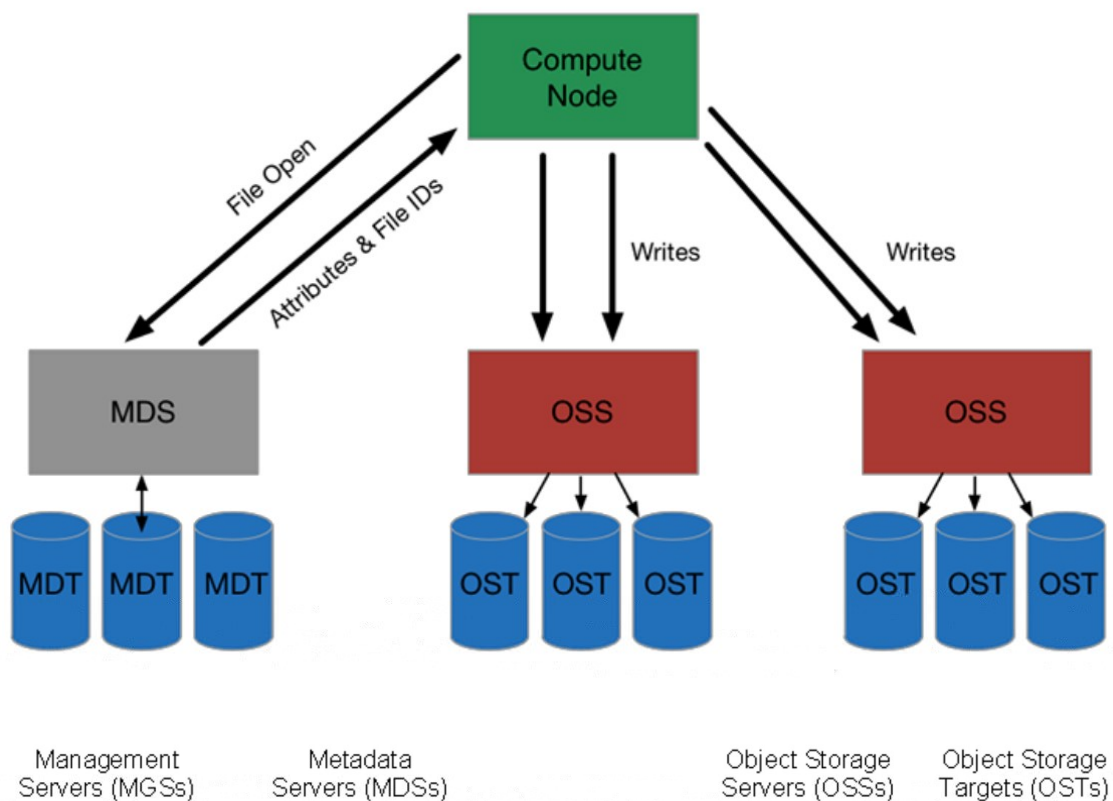 Compute
Node
File Open
Attributes & File IDs
Writes
Writes
MDS
OSS
OSS
MDT
MDT
MDT
OST
OST
OST
OST
OST
OST
Management
Servers (MGSs)
Metadata
Servers (MDSs)
Object Storage
Servers (OSSs)
Object Storage
Targets (OSTs)